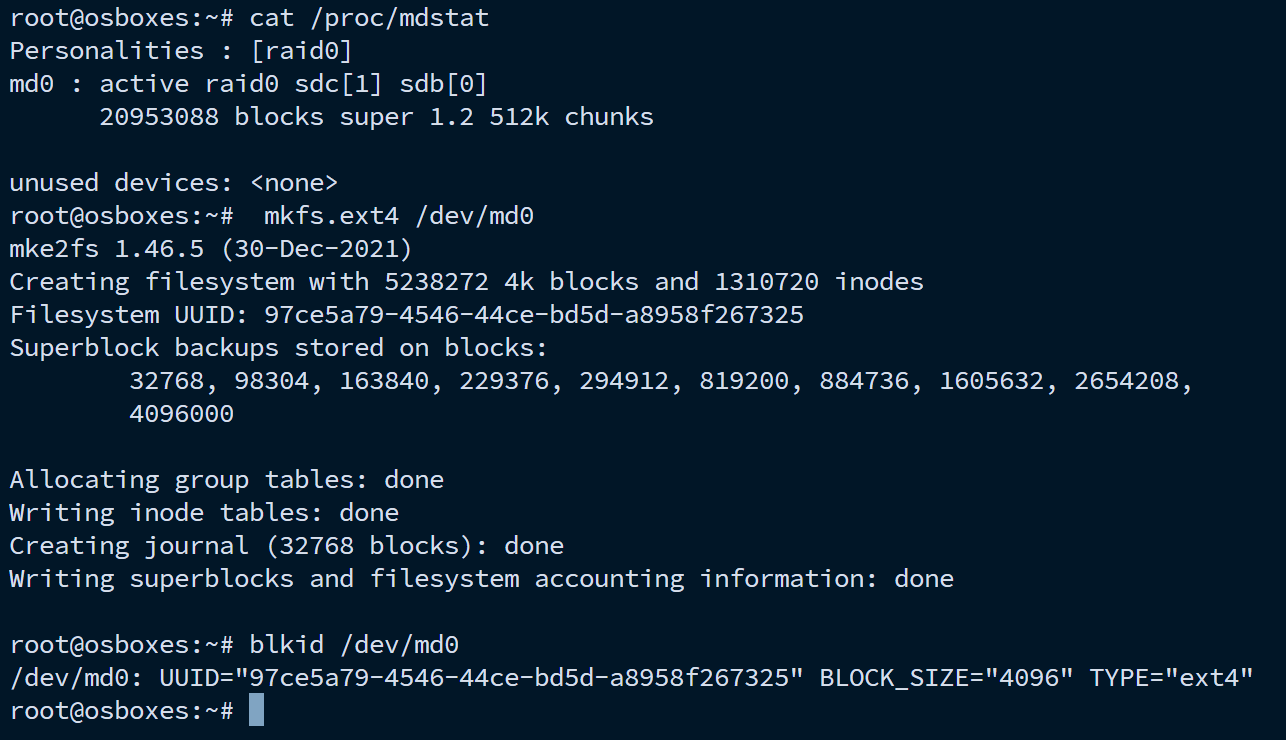 root@osboxes:~# cat /proc/mdstat
Personalities : [raid0]
md0 : active raid0 sdc[1] sdb[0]
      20953088 blocks super 1.2 512k chunks

unused devices: <none>
root@osboxes:~#  mkfs.ext4 /dev/md0
mke2fs 1.46.5 (30-Dec-2021)
Creating filesystem with 5238272 4k blocks and 1310720 inodes
Filesystem UUID: 97ce5a79-4546-44ce-bd5d-a8958f267325
Superblock backups stored on blocks:
        32768, 98304, 163840, 229376, 294912, 819200, 884736, 1605632, 2654208,
        4096000

Allocating group tables: done
Writing inode tables: done
Creating journal (32768 blocks): done
Writing superblocks and filesystem accounting information: done

root@osboxes:~# blkid /dev/md0
/dev/md0: UUID="97ce5a79-4546-44ce-bd5d-a8958f267325" BLOCK_SIZE="4096" TYPE="ext4"
root@osboxes:~#